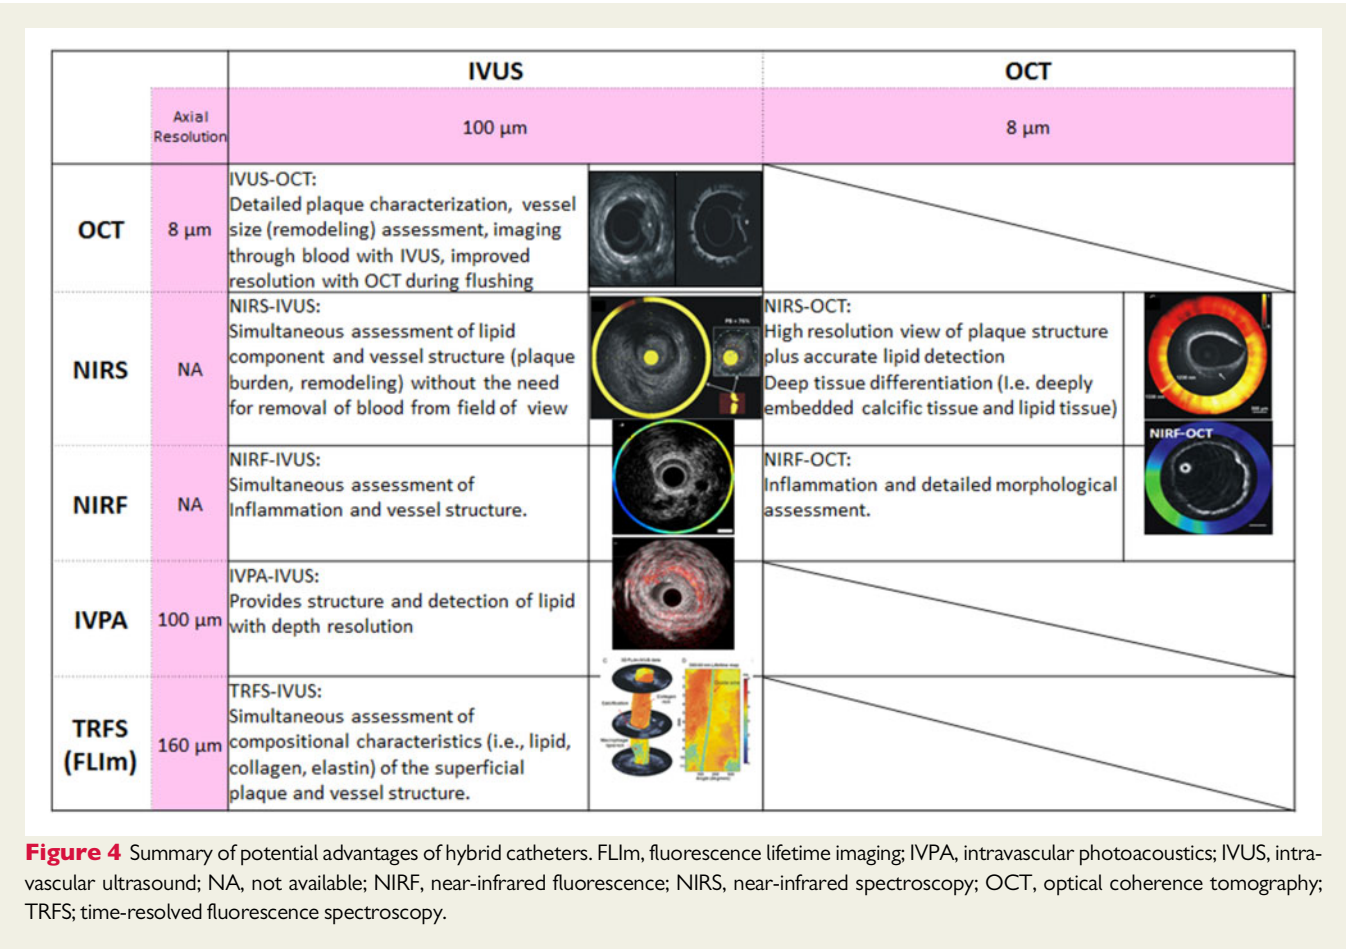 IVUS
OCT
Axial
Resolution
100 µm
8 µm
OCT
8 µm
IVUS-OCT:
Detailed plaque characterization, vessel
size (remodeling) assessment, imaging
through blood with IVUS, improved
resolution with OCT during flushing
NIRS
NA
NIRS-IVUS:
Simultaneous assessment of lipid
component and vessel structure (plaque
burden, remodeling) without the need
for removal of blood from field of view
PB = 76%
NIRS-OCT:
High resolution view of plaque structure
plus accurate lipid detection
Deep tissue differentiation (I.e. deeply
embedded calcific tissue and lipid tissue)
NIRF
NA
NIRF-IVUS:
Simultaneous assessment of
Inflammation and vessel structure.
NIRF-OCT:
Inflammation and detailed morphological
assessment.
NIRF-OCT
IVPA
100 µm
IVPA-IVUS:
Provides structure and detection of lipid
with depth resolution
TRFS
(FLIm)
160 µm
TRFS-IVUS:
Simultaneous assessment of
compositional characteristics (i.e., lipid,
collagen, elastin) of the superficial
plaque and vessel structure.
C
D
Calcification
Angle (degrees)
Figure 4 Summary of potential advantages of hybrid catheters. FLIm, fluorescence lifetime imaging; IVPA, intravascular photoacoustics; IVUS, intra-
vascular ultrasound; NA, not available; NIRF, near-infrared fluorescence; NIRS, near-infrared spectroscopy; OCT, optical coherence tomography;
TRFS; time-resolved fluorescence spectroscopy.